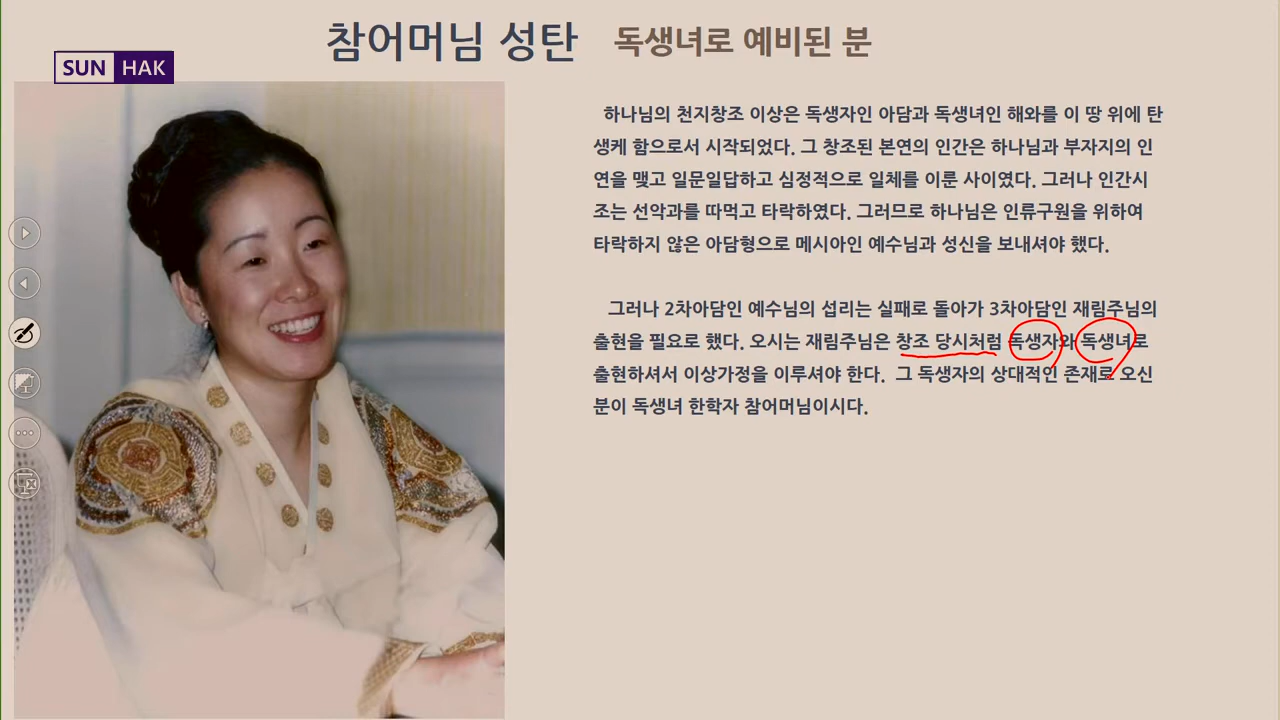 참어머님 성탄 독생녀로 예비된 분
SUN HAK
하나님의 천지창조 이상은 독생자인 아담과 독생녀인 해와를 이 땅 위에 탄
생케 함으로서 시작되었다. 그 창조된 본연의 인간은 하나님과 부자지의 인
연을 맺고 일문일답하고 심정적으로 일체를 이룬 사이였다. 그러나 인간시
조는 선악과를 따먹고 타락하였다. 그러므로 하나님은 인류구원을 위하여
타락하지 않은 아담형으로 메시아인 예수님과 성신을 보내셔야 했다.
그러나 2차아담인 예수님의 섭리는 실패로 돌아가 3차아담인 재림주님의
출현을 필요로 했다. 오시는 재림주님은 창조 당시처럼 독생자와 독생녀로
출현하셔서 이상가정을 이루셔야 한다. 그 독생자의 상대적인 존재로 오신
분이 독생녀 한학자 참어머님이시다.